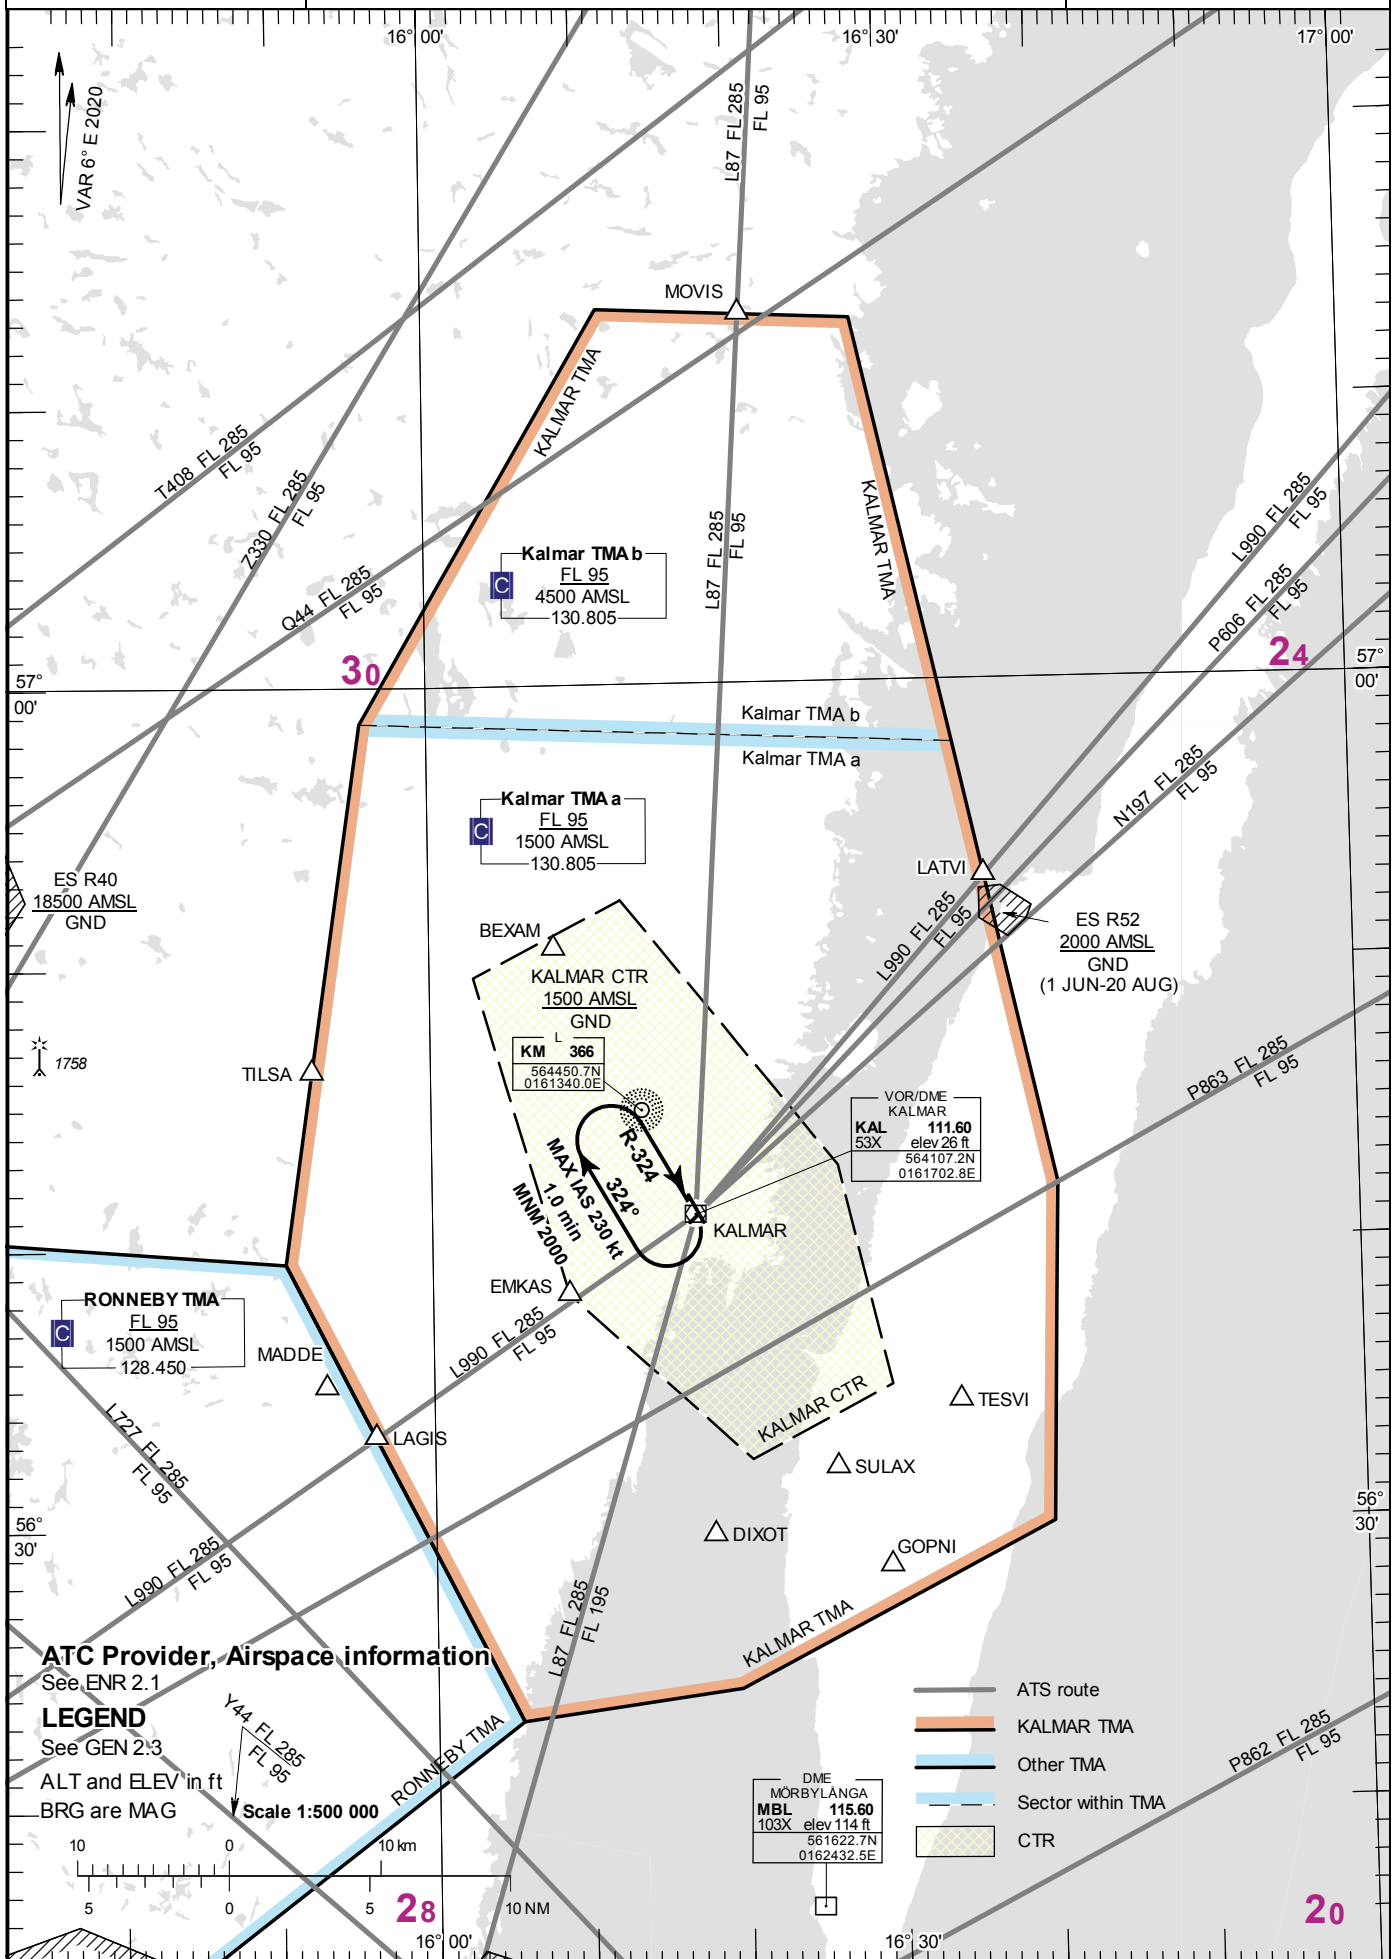 16° 00'
16° 30'
17° 00'
VAR 6° E 2020
L87 FL 285
FL 95
MOVIS
KALMAR TMA
T408 FL 285
FL 95
Z330 FL 285
FL 95
Q44 FL 285
FL 95
Kalmar TMA b
C
FL 95
4500 AMSL
130.805
L87 FL 285
FL 95
KALMAR TMA
L990 FL 285
FL 95
P606 FL 285
FL 95
N197 FL 285
FL 95
30
24
57°
00'
57°
00'
Kalmar TMA b
Kalmar TMA a
Kalmar TMA a
C
FL 95
1500 AMSL
130.805
ES R40
18500 AMSL
GND
LATVI
L990 FL 285
FL 95
ES R52
2000 AMSL
GND
(1 JUN-20 AUG)
BEXAM
KALMAR CTR
1500 AMSL
GND
L
KM 366
564450.7N
0161340.0E
1758
TILSA
P863 FL 285
FL 95
VOR/DME
KALMAR
KAL 111.60
53X elev 26 ft
564107.2N
0161702.8E
R-324
324°
MAX IAS 230 kt
1.0 min
MNM 2000
KALMAR
EMKAS
RONNEBY TMA
C
FL 95
1500 AMSL
128.450
MADDE
L990 FL 285
FL 95
LAGIS
L727 FL 285
FL 95
KALMAR CTR
TESVI
SULAX
DIXOT
GOPNI
56°
30'
56°
30'
L990 FL 285
FL 95
L87 FL 285
FL 195
KALMAR TMA
ATC Provider, Airspace information
See ENR 2.1
LEGEND
See GEN 2.3
ALT and ELEV in ft
BRG are MAG
Y44 FL 285
FL 95
Scale 1:500 000
RONNEBY TMA
10 0 10 km
5 0 5 10 NM
28
20
ATS route
KALMAR TMA
Other TMA
Sector within TMA
CTR
P862 FL 285
FL 95
DME
MÖRBYLÅNGA
MBL 115.60
103X elev 114 ft
561622.7N
0162432.5E
16° 00'
16° 30'